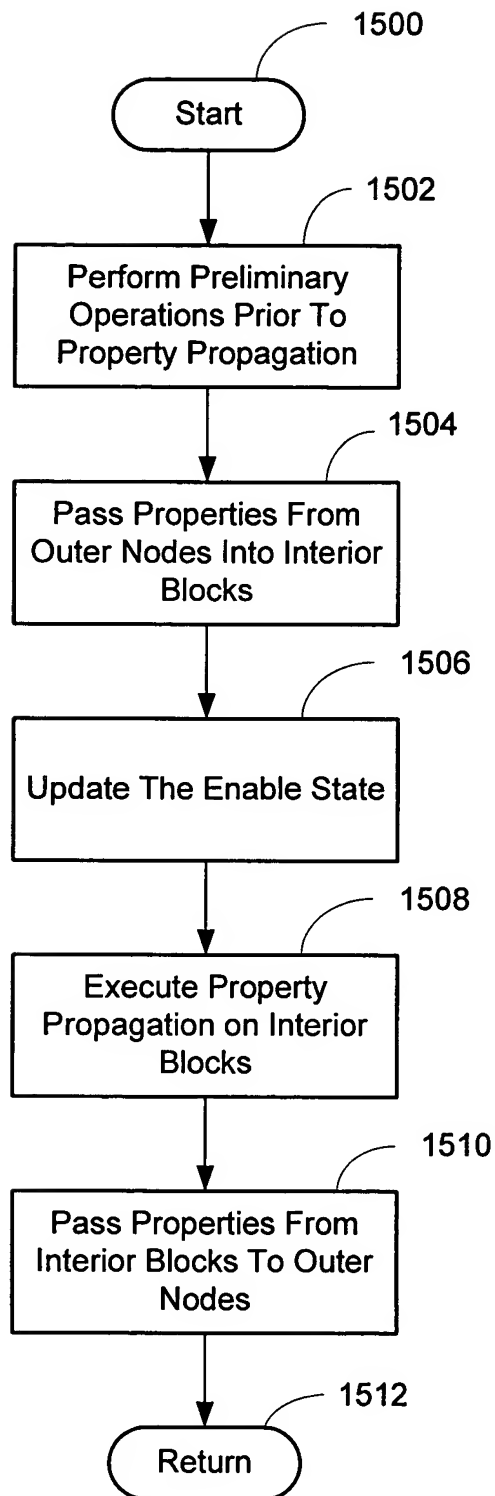 1500
Start
1502
Perform Preliminary
Operations Prior To
Property Propagation
1504
Pass Properties From
Outer Nodes Into Interior
Blocks
1506
Update The Enable State
1508
Execute Property
Propagation on Interior
Blocks
1510
Pass Properties From
Interior Blocks To Outer
Nodes
1512
Return